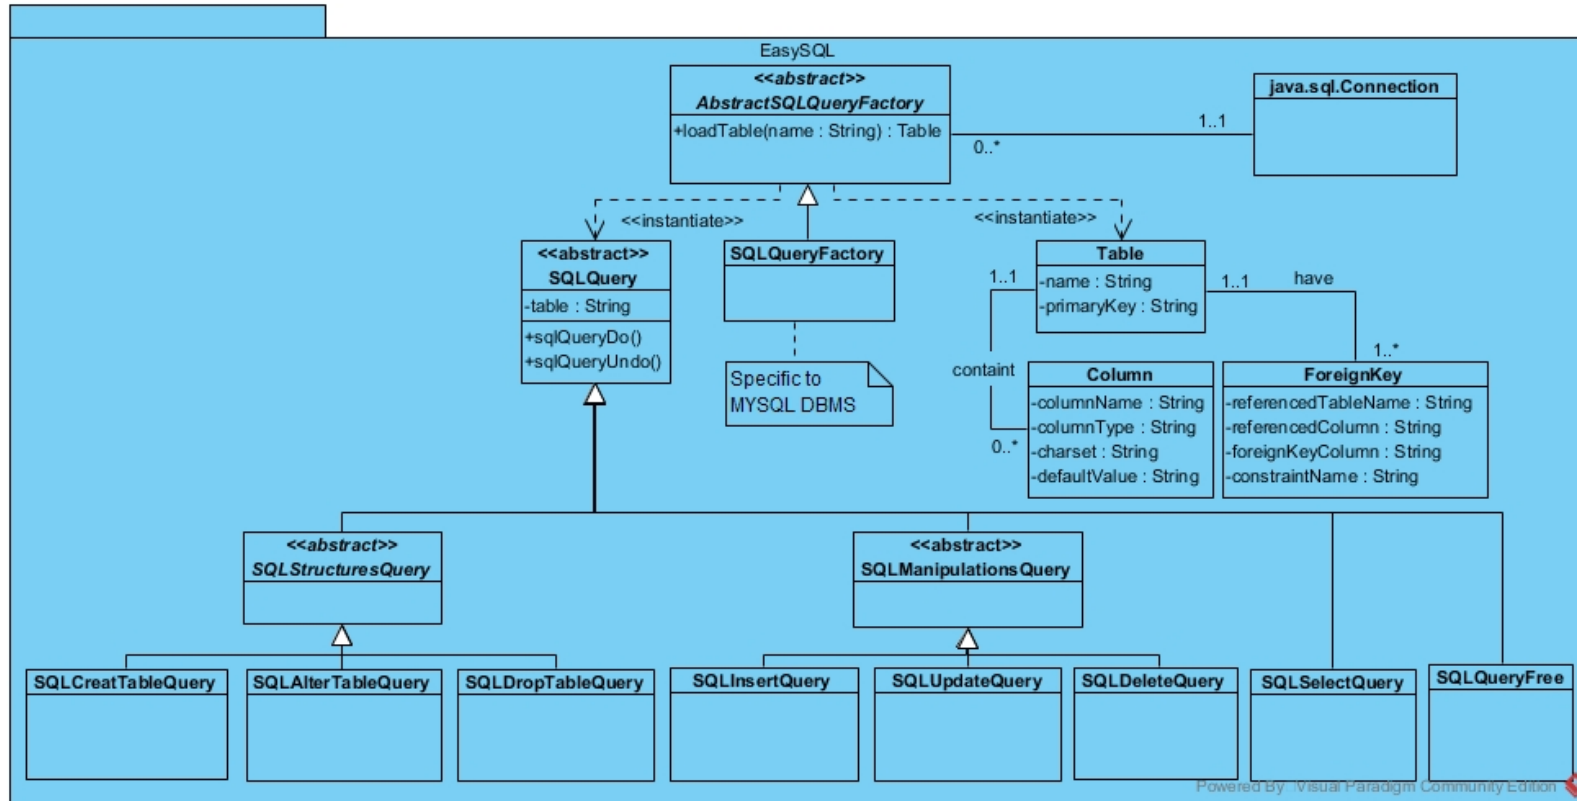 EasySQL
<<abstract>>
AbstractSQLQueryFactory
+loadTable(name : String) : Table
java.sql.Connection
1..1
0..*
<<instantiate>>
<<instantiate>>
<<abstract>>
SQLQuery
-table : String
+sqlQueryDo()
+sqlQueryUndo()
SQLQueryFactory
Specific to
MYSQL DBMS
Table
-name : String
-primaryKey : String
1..1
1..1
have
containt
1..*
0..*
Column
-columnName : String
-columnType : String
-charset : String
-defaultValue : String
ForeignKey
-referencedTableName : String
-referencedColumn : String
-foreignKeyColumn : String
-constraintName : String
<<abstract>>
SQLStructuresQuery
<<abstract>>
SQLManipulationsQuery
SQLCreatTableQuery
SQLAlterTableQuery
SQLDropTableQuery
SQLInsertQuery
SQLUpdateQuery
SQLDeleteQuery
SQLSelectQuery
SQLQueryFree
Powered By Visual Paradigm Community Edition